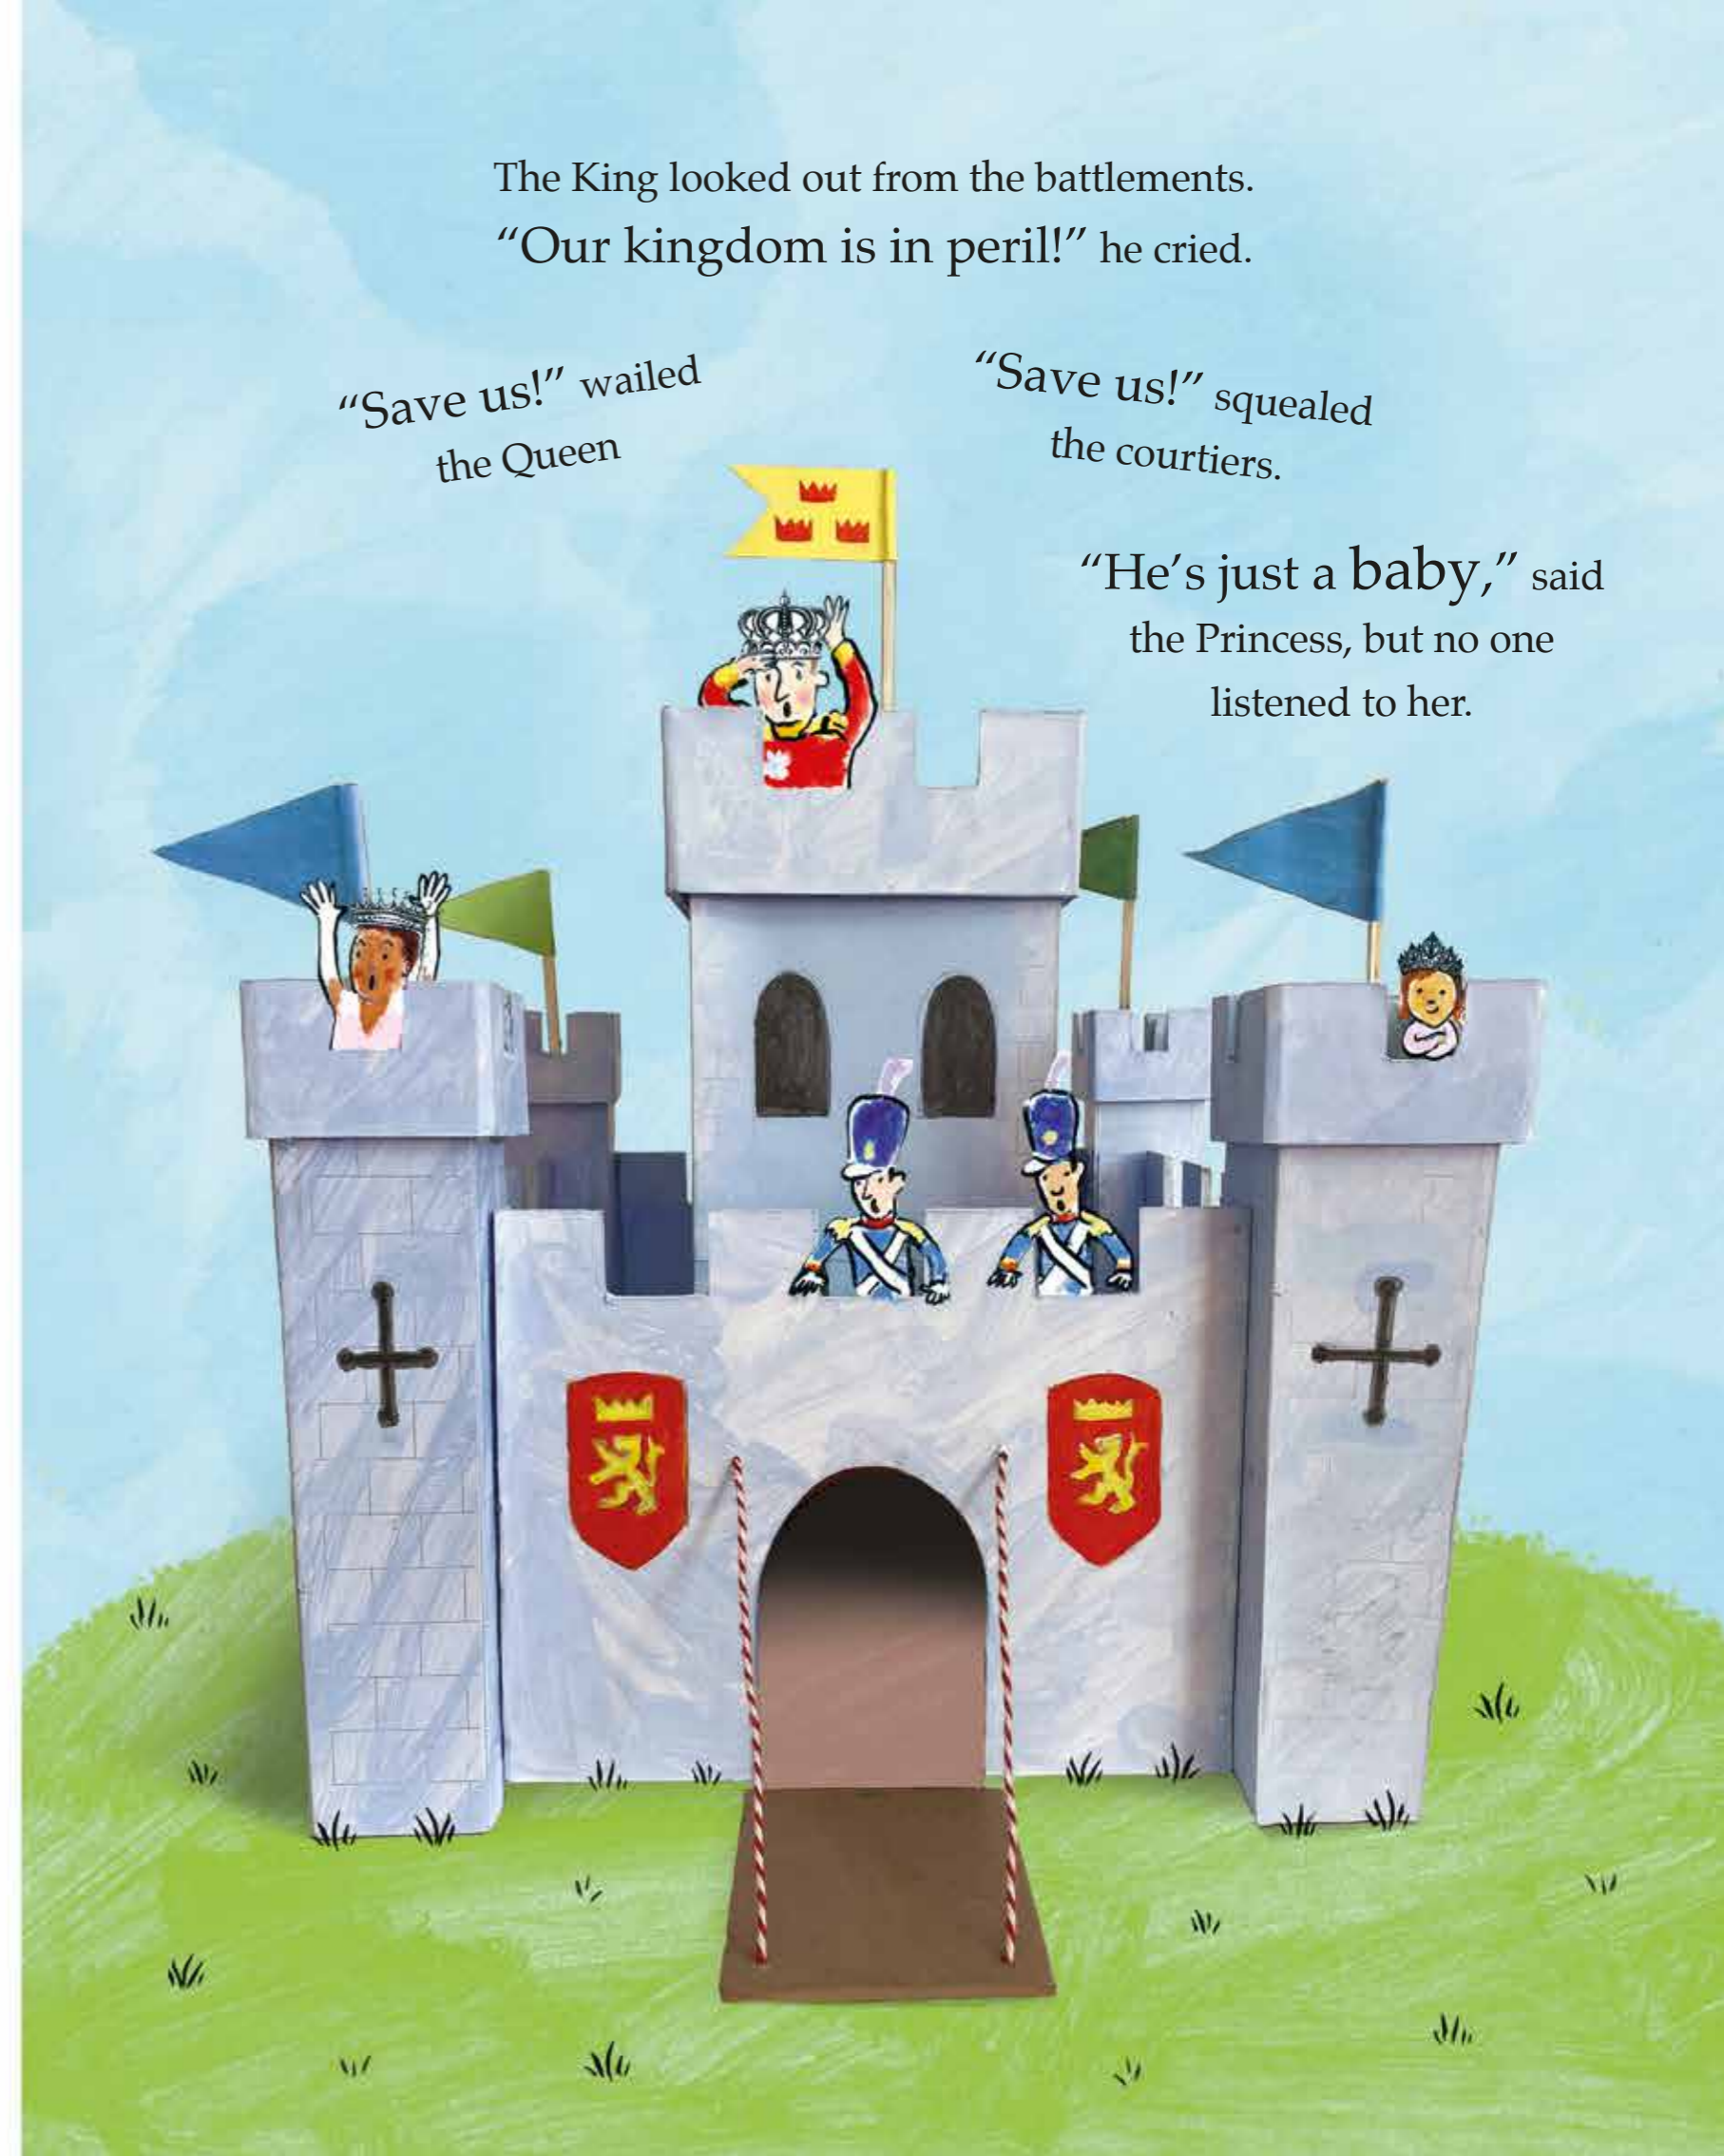 The King looked out from the battlements.
“Our kingdom is in peril!” he cried.
“Save us!” wailed
the Queen
“Save us!” squealed
the courtiers.
“He’s just a baby,” said
the Princess, but no one
listened to her.